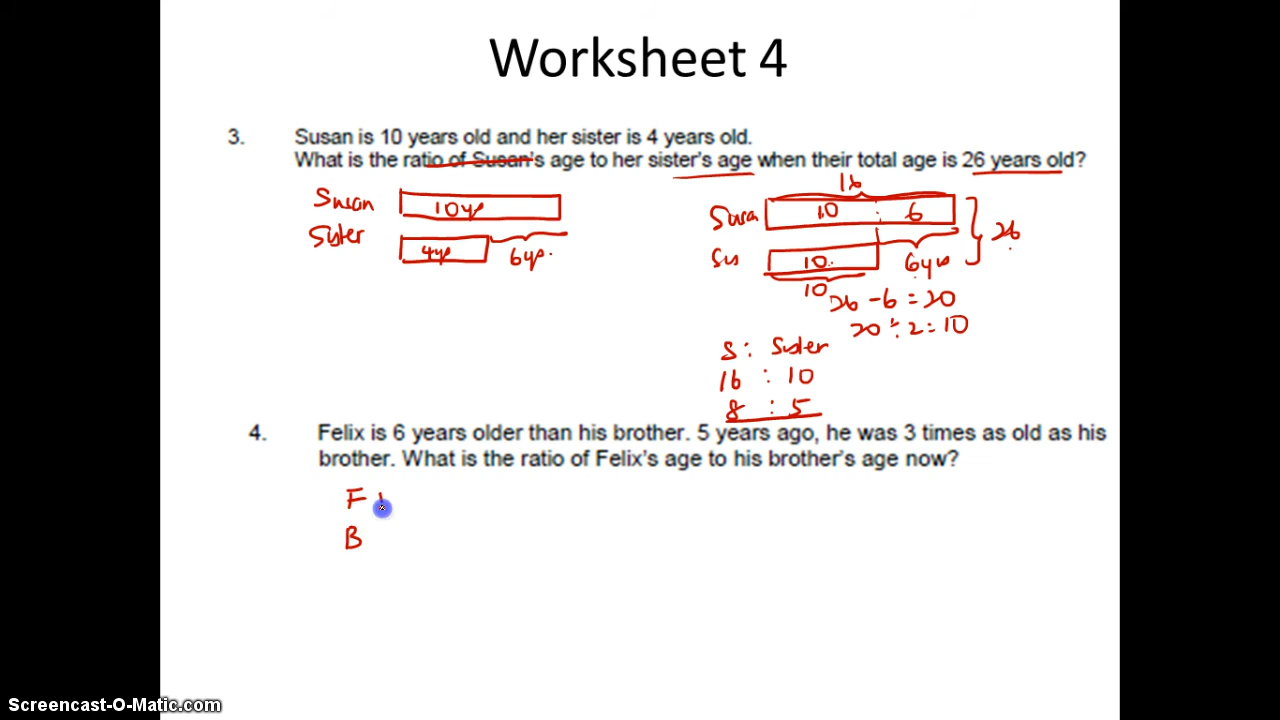 Worksheet 4
3. Susan is 10 years old and her sister is 4 years old.
What is the ratio of Susan's age to her sister's age when their total age is 26 years old?
Susan 10yr
Sister 4yr 6yr.
16
Susa 10 6
26
Sis 10 6yrs
10
26 - 6 = 20
20 ÷ 2 = 10
S : Sister
16 : 10
8 : 5
4. Felix is 6 years older than his brother. 5 years ago, he was 3 times as old as his
brother. What is the ratio of Felix's age to his brother's age now?
F
B
Screencast-O-Matic.com